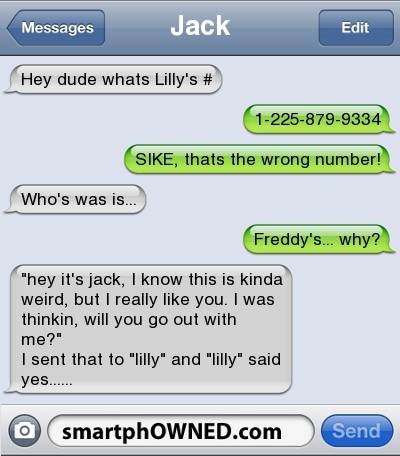 Messages Jack Edit
Hey dude whats Lilly's #
1-225-879-9334
SIKE, thats the wrong number!
Who's was is...
Freddy's... why?
"hey it's jack, I know this is kinda
weird, but I really like you. I was
thinkin, will you go out with
me?"
I sent that to "lilly" and "lilly" said
yes......
smartphOWNED.com Send